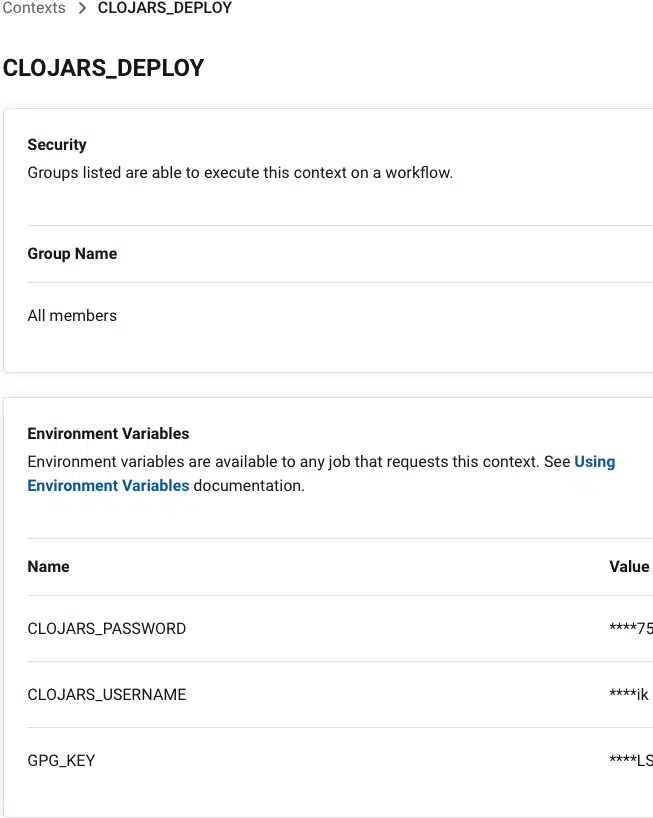 Contexts > CLOJARS_DEPLOY
CLOJARS_DEPLOY
Security
Groups listed are able to execute this context on a workflow.
Group Name
All members
Environment Variables
Environment variables are available to any job that requests this context. See Using
Environment Variables documentation.
Name Value
CLOJARS_PASSWORD ****75
CLOJARS_USERNAME ****ik
GPG_KEY ****LS